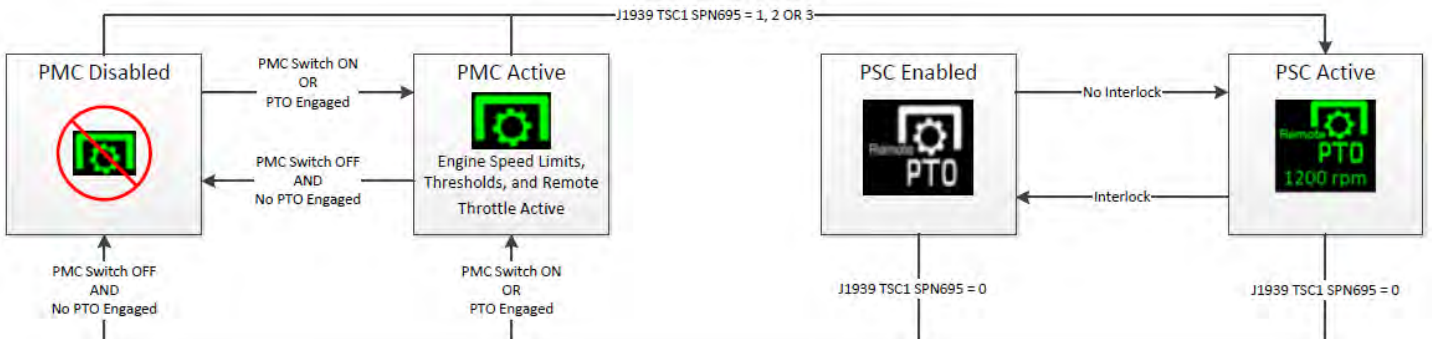 J1939 TSC1 SPN695 = 1, 2 OR 3
PMC Disabled
PMC Switch ON
OR
PTO Engaged
PMC Switch OFF
AND
No PTO Engaged
PMC Active
Engine Speed Limits,
Thresholds, and Remote
Throttle Active
PSC Enabled
Remote
PTO
No Interlock
Interlock
PSC Active
Remote
PTO
1200 rpm
PMC Switch OFF
AND
No PTO Engaged
PMC Switch ON
OR
PTO Engaged
J1939 TSC1 SPN695 = 0
J1939 TSC1 SPN695 = 0